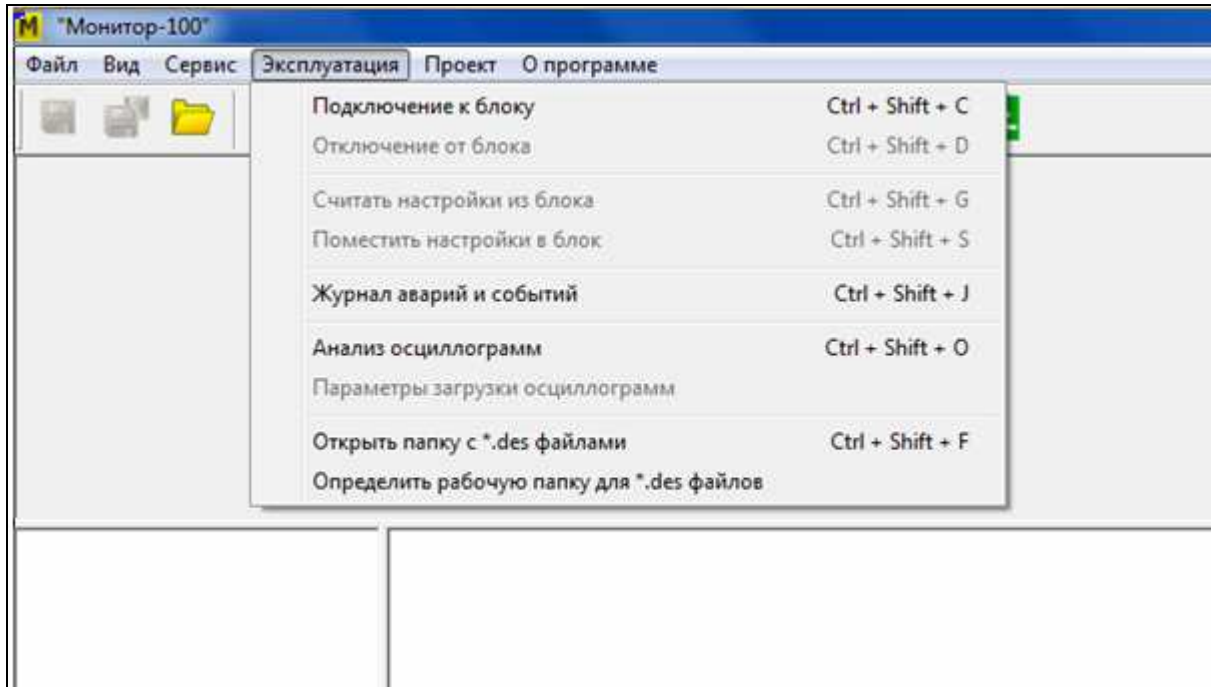 M "Монитор-100"
Файл Вид Сервис Эксплуатация Проект О программе
Подключение к блоку Ctrl + Shift + C
Отключение от блока Ctrl + Shift + D
Считать настройки из блока Ctrl + Shift + G
Поместить настройки в блок Ctrl + Shift + S
Журнал аварий и событий Ctrl + Shift + J
Анализ осциллограмм Ctrl + Shift + O
Параметры загрузки осциллограмм
Открыть папку с *.des файлами Ctrl + Shift + F
Определить рабочую папку для *.des файлов